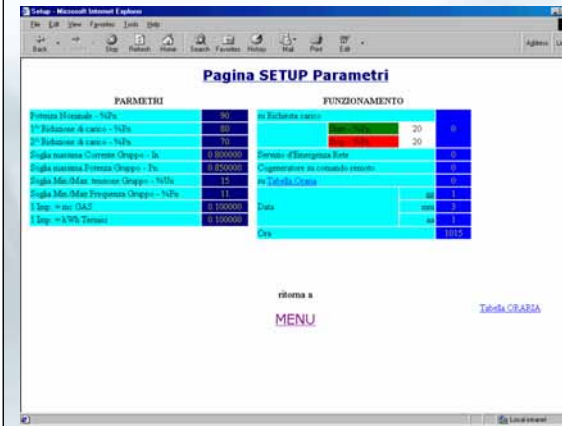 Setup - Microsoft Internet Explorer
File Edit View Favorites Tools Help
Back Stop Refresh Home Search Favorites History Mail Print Edit Address
Pagina SETUP Parametri
PARMETRI FUNZIONAMENTO
Potenza Nominale - %Pn 90 su Richiesta carico
1^ Riduzione di carico - %Pn 80 20 0
2^ Riduzione di carico - %Pn 70 20
Soglia massima Corrente Gruppo - In 0.800000 Servizio d'Emergenza Rete 0
Soglia massima Potenza Gruppo - Pn 0.850000 Cogeneratore su comando remoto 0
Soglia Min/Max tensione Gruppo - %Un 15 su Tabella Oraria 0
Soglia Min/Max Frequenza Gruppo - %Fn 11 Data gg 1
1 Imp. = mc GAS 0.100000 mm 3
1 Imp. = kWh Termici 0.100000 aa 1
Ora 1015
ritorna a
MENU
Tabella ORARIA
Local intranet